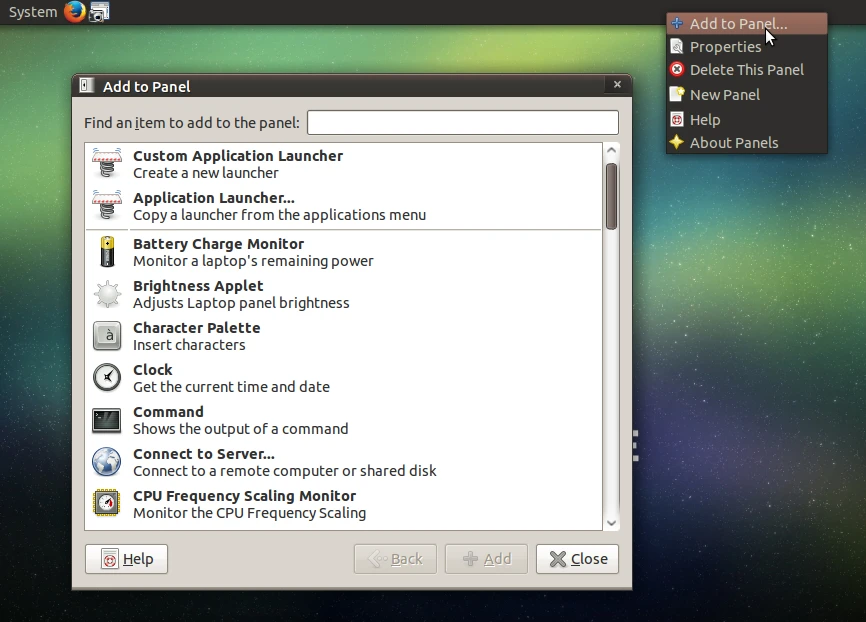 System
Add to Panel...
Properties
Delete This Panel
New Panel
Help
About Panels
Add to Panel
Find an item to add to the panel:
Custom Application Launcher
Create a new launcher
Application Launcher...
Copy a launcher from the applications menu
Battery Charge Monitor
Monitor a laptop's remaining power
Brightness Applet
Adjusts Laptop panel brightness
à
Character Palette
Insert characters
Clock
Get the current time and date
Command
Shows the output of a command
Connect to Server...
Connect to a remote computer or shared disk
CPU Frequency Scaling Monitor
Monitor the CPU Frequency Scaling
Help
Back
Add
Close